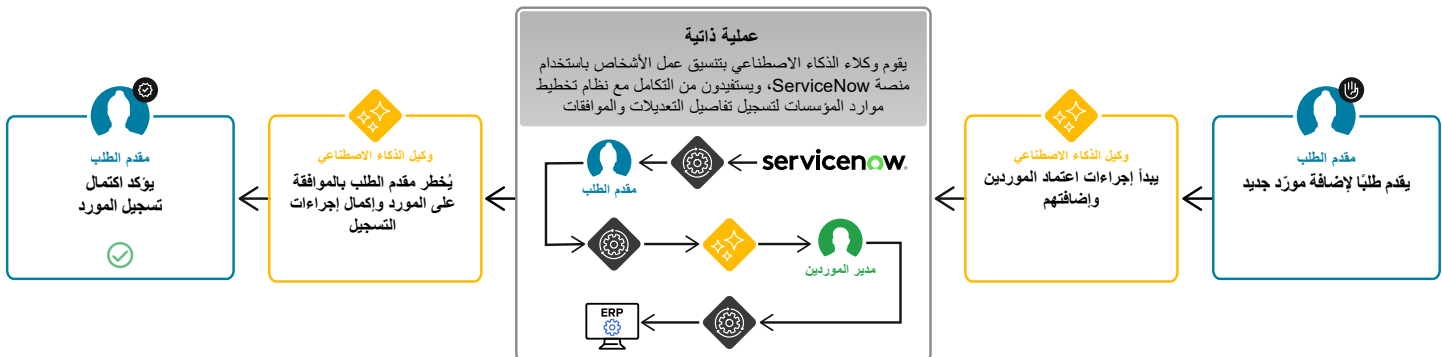 مقدم الطلب
يقدم طلبًا لإضافة مورّد جديد
وكيل الذكاء الاصطناعي
يبدأ إجراءات اعتماد الموردين
وإضافتهم
عملية ذاتية
يقوم وكلاء الذكاء الاصطناعي بتنسيق عمل الأشخاص باستخدام
منصة ServiceNow، ويستفيدون من التكامل مع نظام تخطيط
موارد المؤسسات لتسجيل تفاصيل التعديلات والموافقات
servicenow
مقدم الطلب
مدير الموردين
ERP
وكيل الذكاء الاصطناعي
يُخطر مقدم الطلب بالموافقة
على المورد وإكمال إجراءات
التسجيل
مقدم الطلب
يؤكد اكتمال
تسجيل المورد